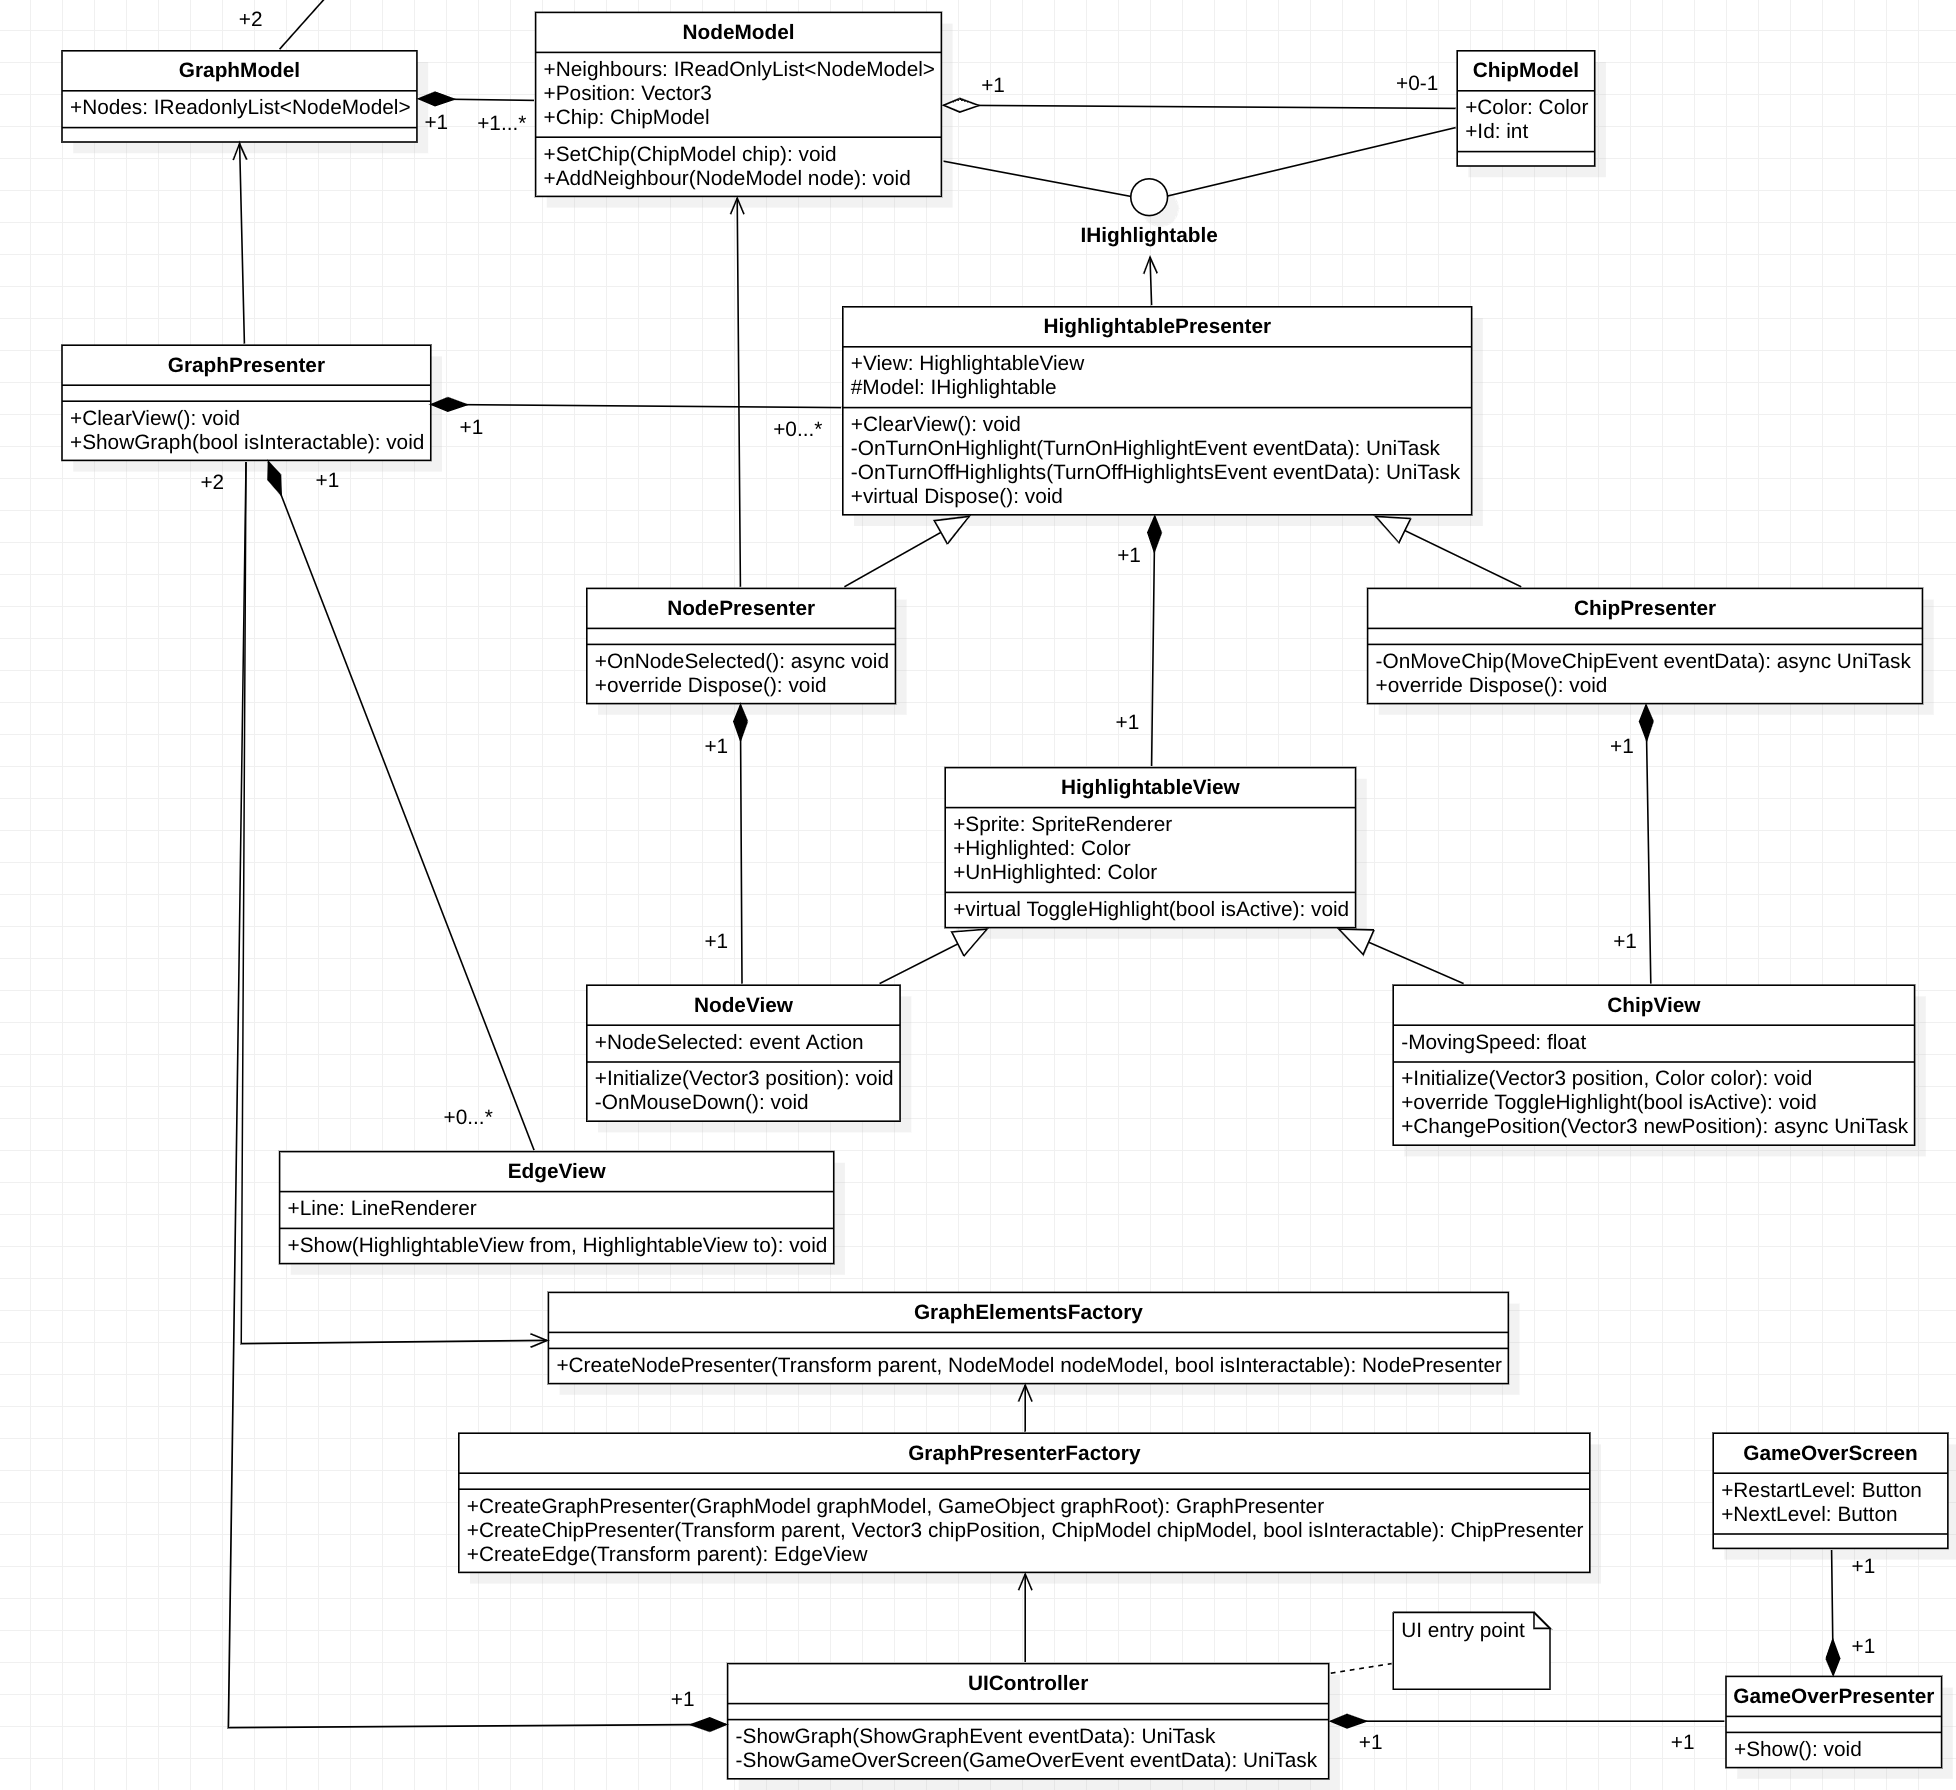 +2
GraphModel
+Nodes: IReadonlyList<NodeModel>
+1
+1...*
NodeModel
+Neighbours: IReadOnlyList<NodeModel>
+Position: Vector3
+Chip: ChipModel
+SetChip(ChipModel chip): void
+AddNeighbour(NodeModel node): void
+1
+0-1
ChipModel
+Color: Color
+Id: int
IHighlightable
GraphPresenter
+ClearView(): void
+ShowGraph(bool isInteractable): void
+1
+0...*
+2
+1
HighlightablePresenter
+View: HighlightableView
#Model: IHighlightable
+ClearView(): void
-OnTurnOnHighlight(TurnOnHighlightEvent eventData): UniTask
-OnTurnOffHighlights(TurnOffHighlightsEvent eventData): UniTask
+virtual Dispose(): void
+1
+1
NodePresenter
+OnNodeSelected(): async void
+override Dispose(): void
+1
+1
ChipPresenter
-OnMoveChip(MoveChipEvent eventData): async UniTask
+override Dispose(): void
+1
+1
HighlightableView
+Sprite: SpriteRenderer
+Highlighted: Color
+UnHighlighted: Color
+virtual ToggleHighlight(bool isActive): void
NodeView
+NodeSelected: event Action
+Initialize(Vector3 position): void
-OnMouseDown(): void
ChipView
-MovingSpeed: float
+Initialize(Vector3 position, Color color): void
+override ToggleHighlight(bool isActive): void
+ChangePosition(Vector3 newPosition): async UniTask
+0...*
EdgeView
+Line: LineRenderer
+Show(HighlightableView from, HighlightableView to): void
GraphElementsFactory
+CreateNodePresenter(Transform parent, NodeModel nodeModel, bool isInteractable): NodePresenter
GraphPresenterFactory
+CreateGraphPresenter(GraphModel graphModel, GameObject graphRoot): GraphPresenter
+CreateChipPresenter(Transform parent, Vector3 chipPosition, ChipModel chipModel, bool isInteractable): ChipPresenter
+CreateEdge(Transform parent): EdgeView
GameOverScreen
+RestartLevel: Button
+NextLevel: Button
+1
+1
UI entry point
UIController
-ShowGraph(ShowGraphEvent eventData): UniTask
-ShowGameOverScreen(GameOverEvent eventData): UniTask
+1
+1
+1
GameOverPresenter
+Show(): void